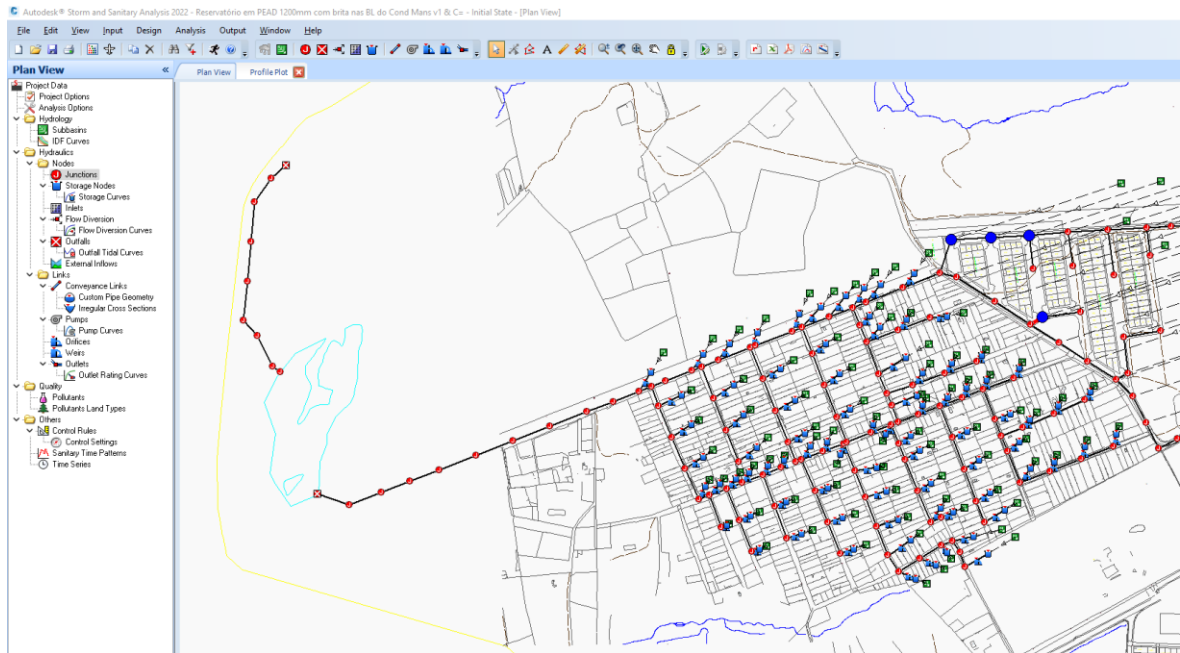 Autodesk® Storm and Sanitary Analysis 2022 - Reservatório em PEAD 1200mm com brita nas BL do Cond Mans v1 & C= - Initial State - [Plan View]
File Edit View Input Design Analysis Output Window Help
Plan View «
Plan View Profile Plot
Project Data
Project Options
Analysis Options
Hydrology
Subbasins
IDF Curves
Hydraulics
Nodes
Junctions
Storage Nodes
Storage Curves
Inlets
Flow Diversion
Flow Diversion Curves
Outfalls
Outfall Tidal Curves
External Inflows
Links
Conveyance Links
Custom Pipe Geometry
Irregular Cross Sections
Pumps
Pump Curves
Orifices
Weirs
Outlets
Outlet Rating Curves
Quality
Pollutants
Pollutants Land Types
Others
Control Rules
Control Settings
Sanitary Time Patterns
Time Series